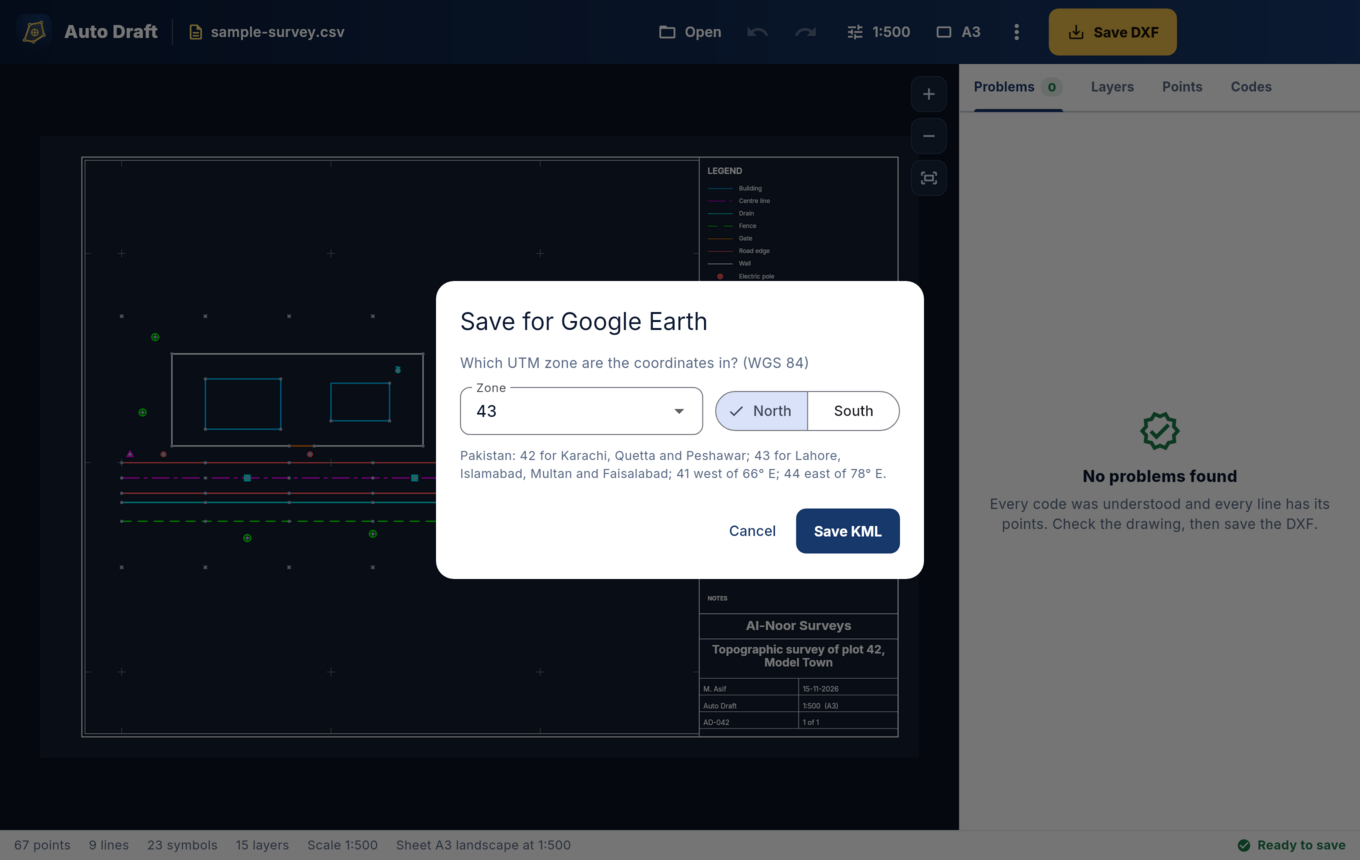 Auto Draft
sample-survey.csv
Open
1:500
A3
Save DXF
Problems 0
Layers
Points
Codes
LEGEND
Building
Centre line
Drain
Fence
Gate
Road edge
Wall
Electric pole
Save for Google Earth
Which UTM zone are the coordinates in? (WGS 84)
Zone
43
North
South
Pakistan: 42 for Karachi, Quetta and Peshawar; 43 for Lahore,
Islamabad, Multan and Faisalabad; 41 west of 66° E; 44 east of 78° E.
Cancel
Save KML
No problems found
Every code was understood and every line has its
points. Check the drawing, then save the DXF.
NOTES
Al-Noor Surveys
Topographic survey of plot 42,
Model Town
M. Asif
15-11-2026
Auto Draft
1:500 (A3)
AD-042
1 of 1
67 points
9 lines
23 symbols
15 layers
Scale 1:500
Sheet A3 landscape at 1:500
Ready to save